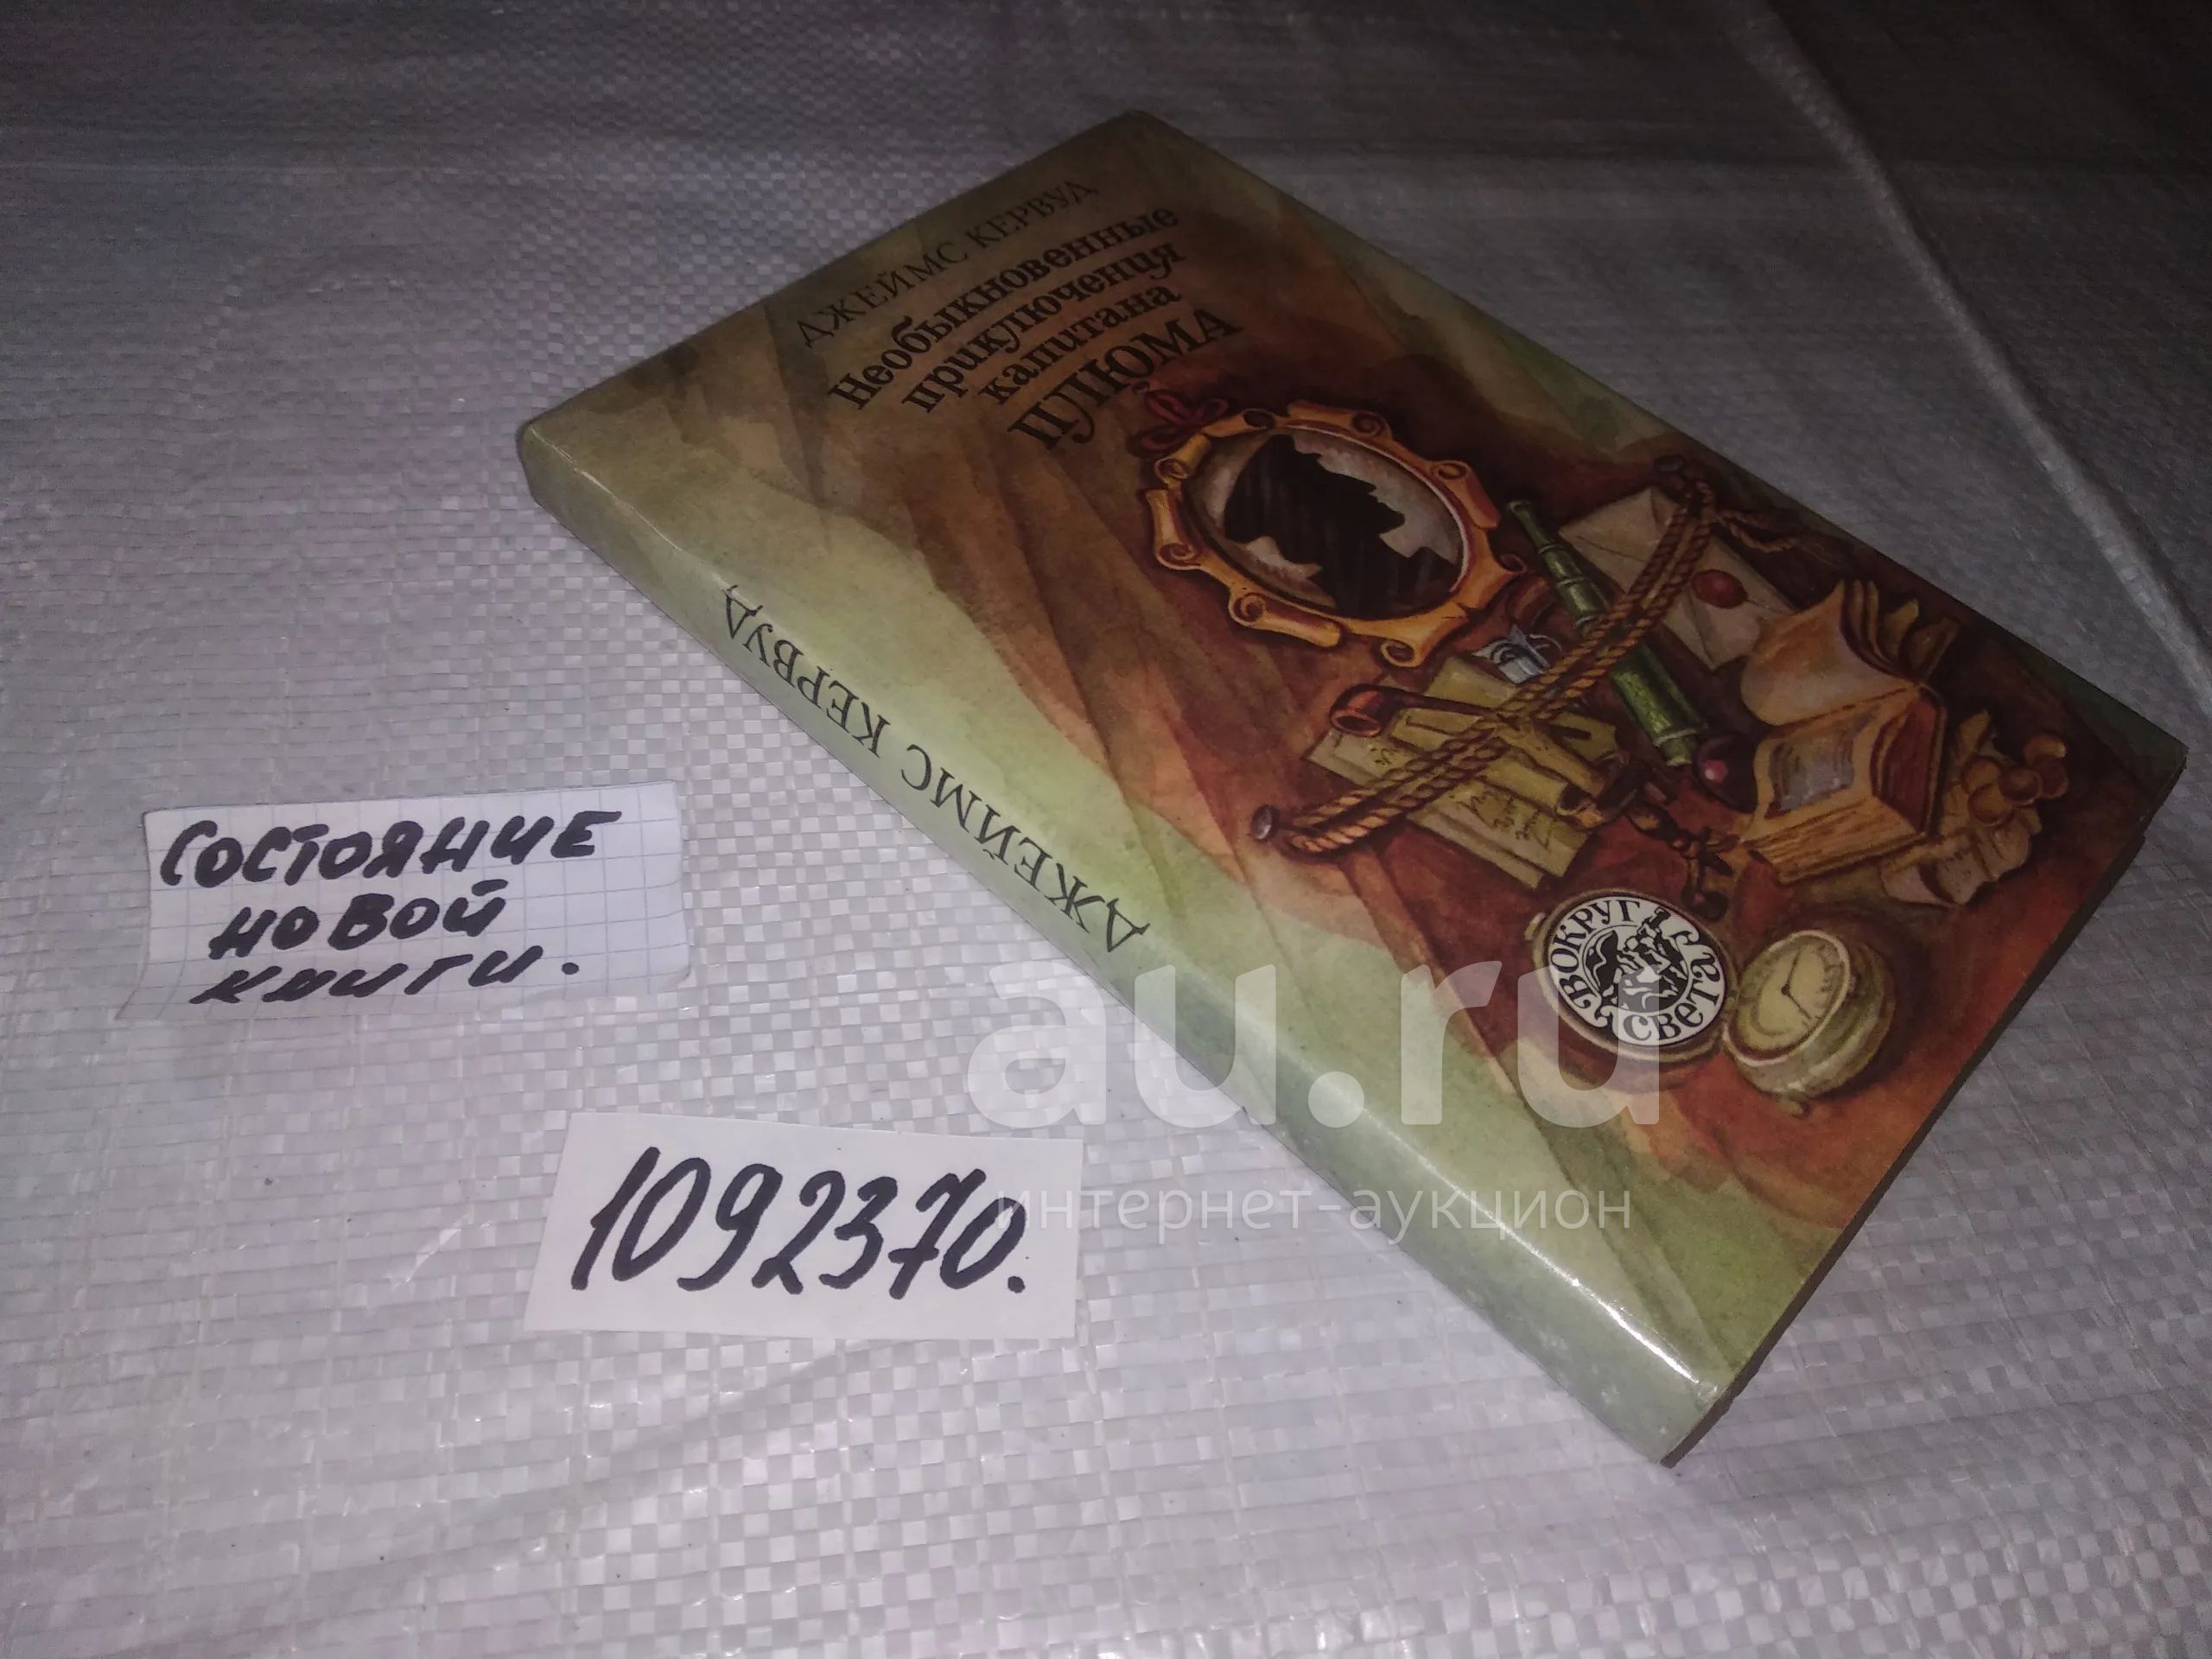 ДЖЕЙМС КЕРВУД
Необыкновенные
приключения
капитана
ПЛЮМА
ДЖЕЙМС КЕРВУД
ВОКРУГ
СВЕТА
СОСТОЯНИЕ
НОВОЙ
КНИГИ.
1092370.
au.ru
интернет-аукцион